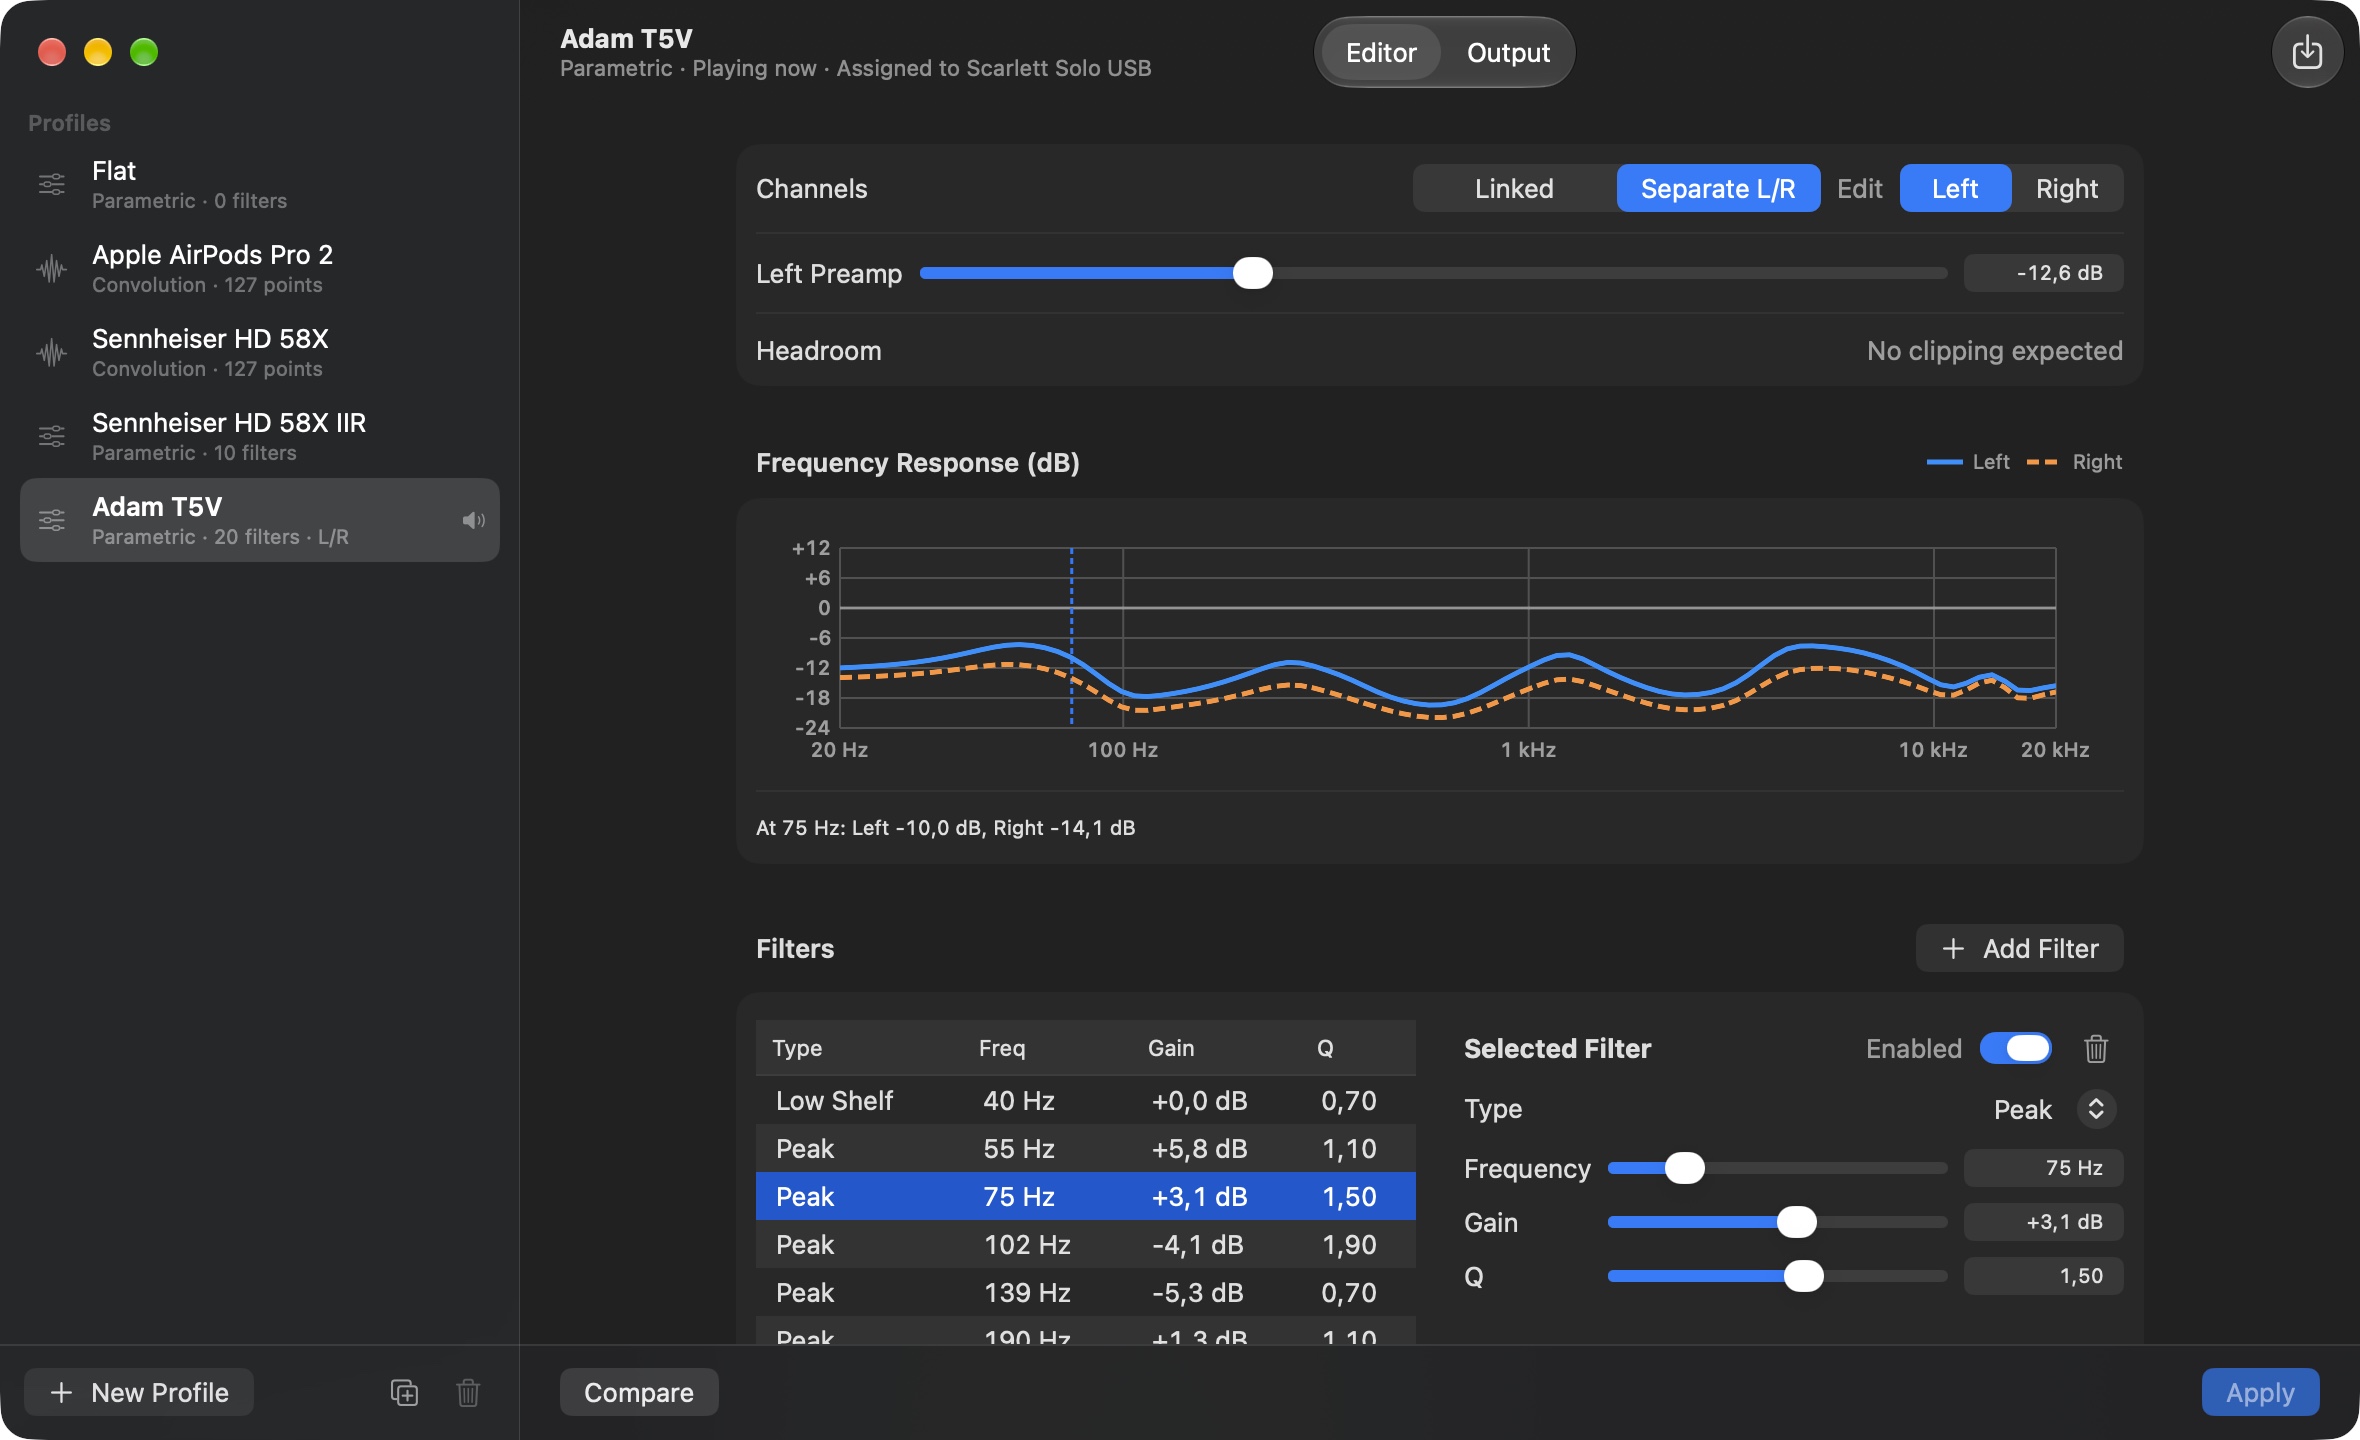 Profiles
Flat
Parametric · 0 filters
Apple AirPods Pro 2
Convolution · 127 points
Sennheiser HD 58X
Convolution · 127 points
Sennheiser HD 58X IIR
Parametric · 10 filters
Adam T5V
Parametric · 20 filters · L/R
New Profile
Adam T5V
Parametric · Playing now · Assigned to Scarlett Solo USB
Editor Output
Channels Linked Separate L/R Edit Left Right
Left Preamp -12,6 dB
Headroom No clipping expected
Frequency Response (dB) Left Right
+12
+6
0
-6
-12
-18
-24
20 Hz 100 Hz 1 kHz 10 kHz 20 kHz
At 75 Hz: Left -10,0 dB, Right -14,1 dB
Filters Add Filter
Type Freq Gain Q
Low Shelf 40 Hz +0,0 dB 0,70
Peak 55 Hz +5,8 dB 1,10
Peak 75 Hz +3,1 dB 1,50
Peak 102 Hz -4,1 dB 1,90
Peak 139 Hz -5,3 dB 0,70
Peak 190 Hz +1,3 dB 1,10
Selected Filter Enabled
Type Peak
Frequency 75 Hz
Gain +3,1 dB
Q 1,50
Compare Apply